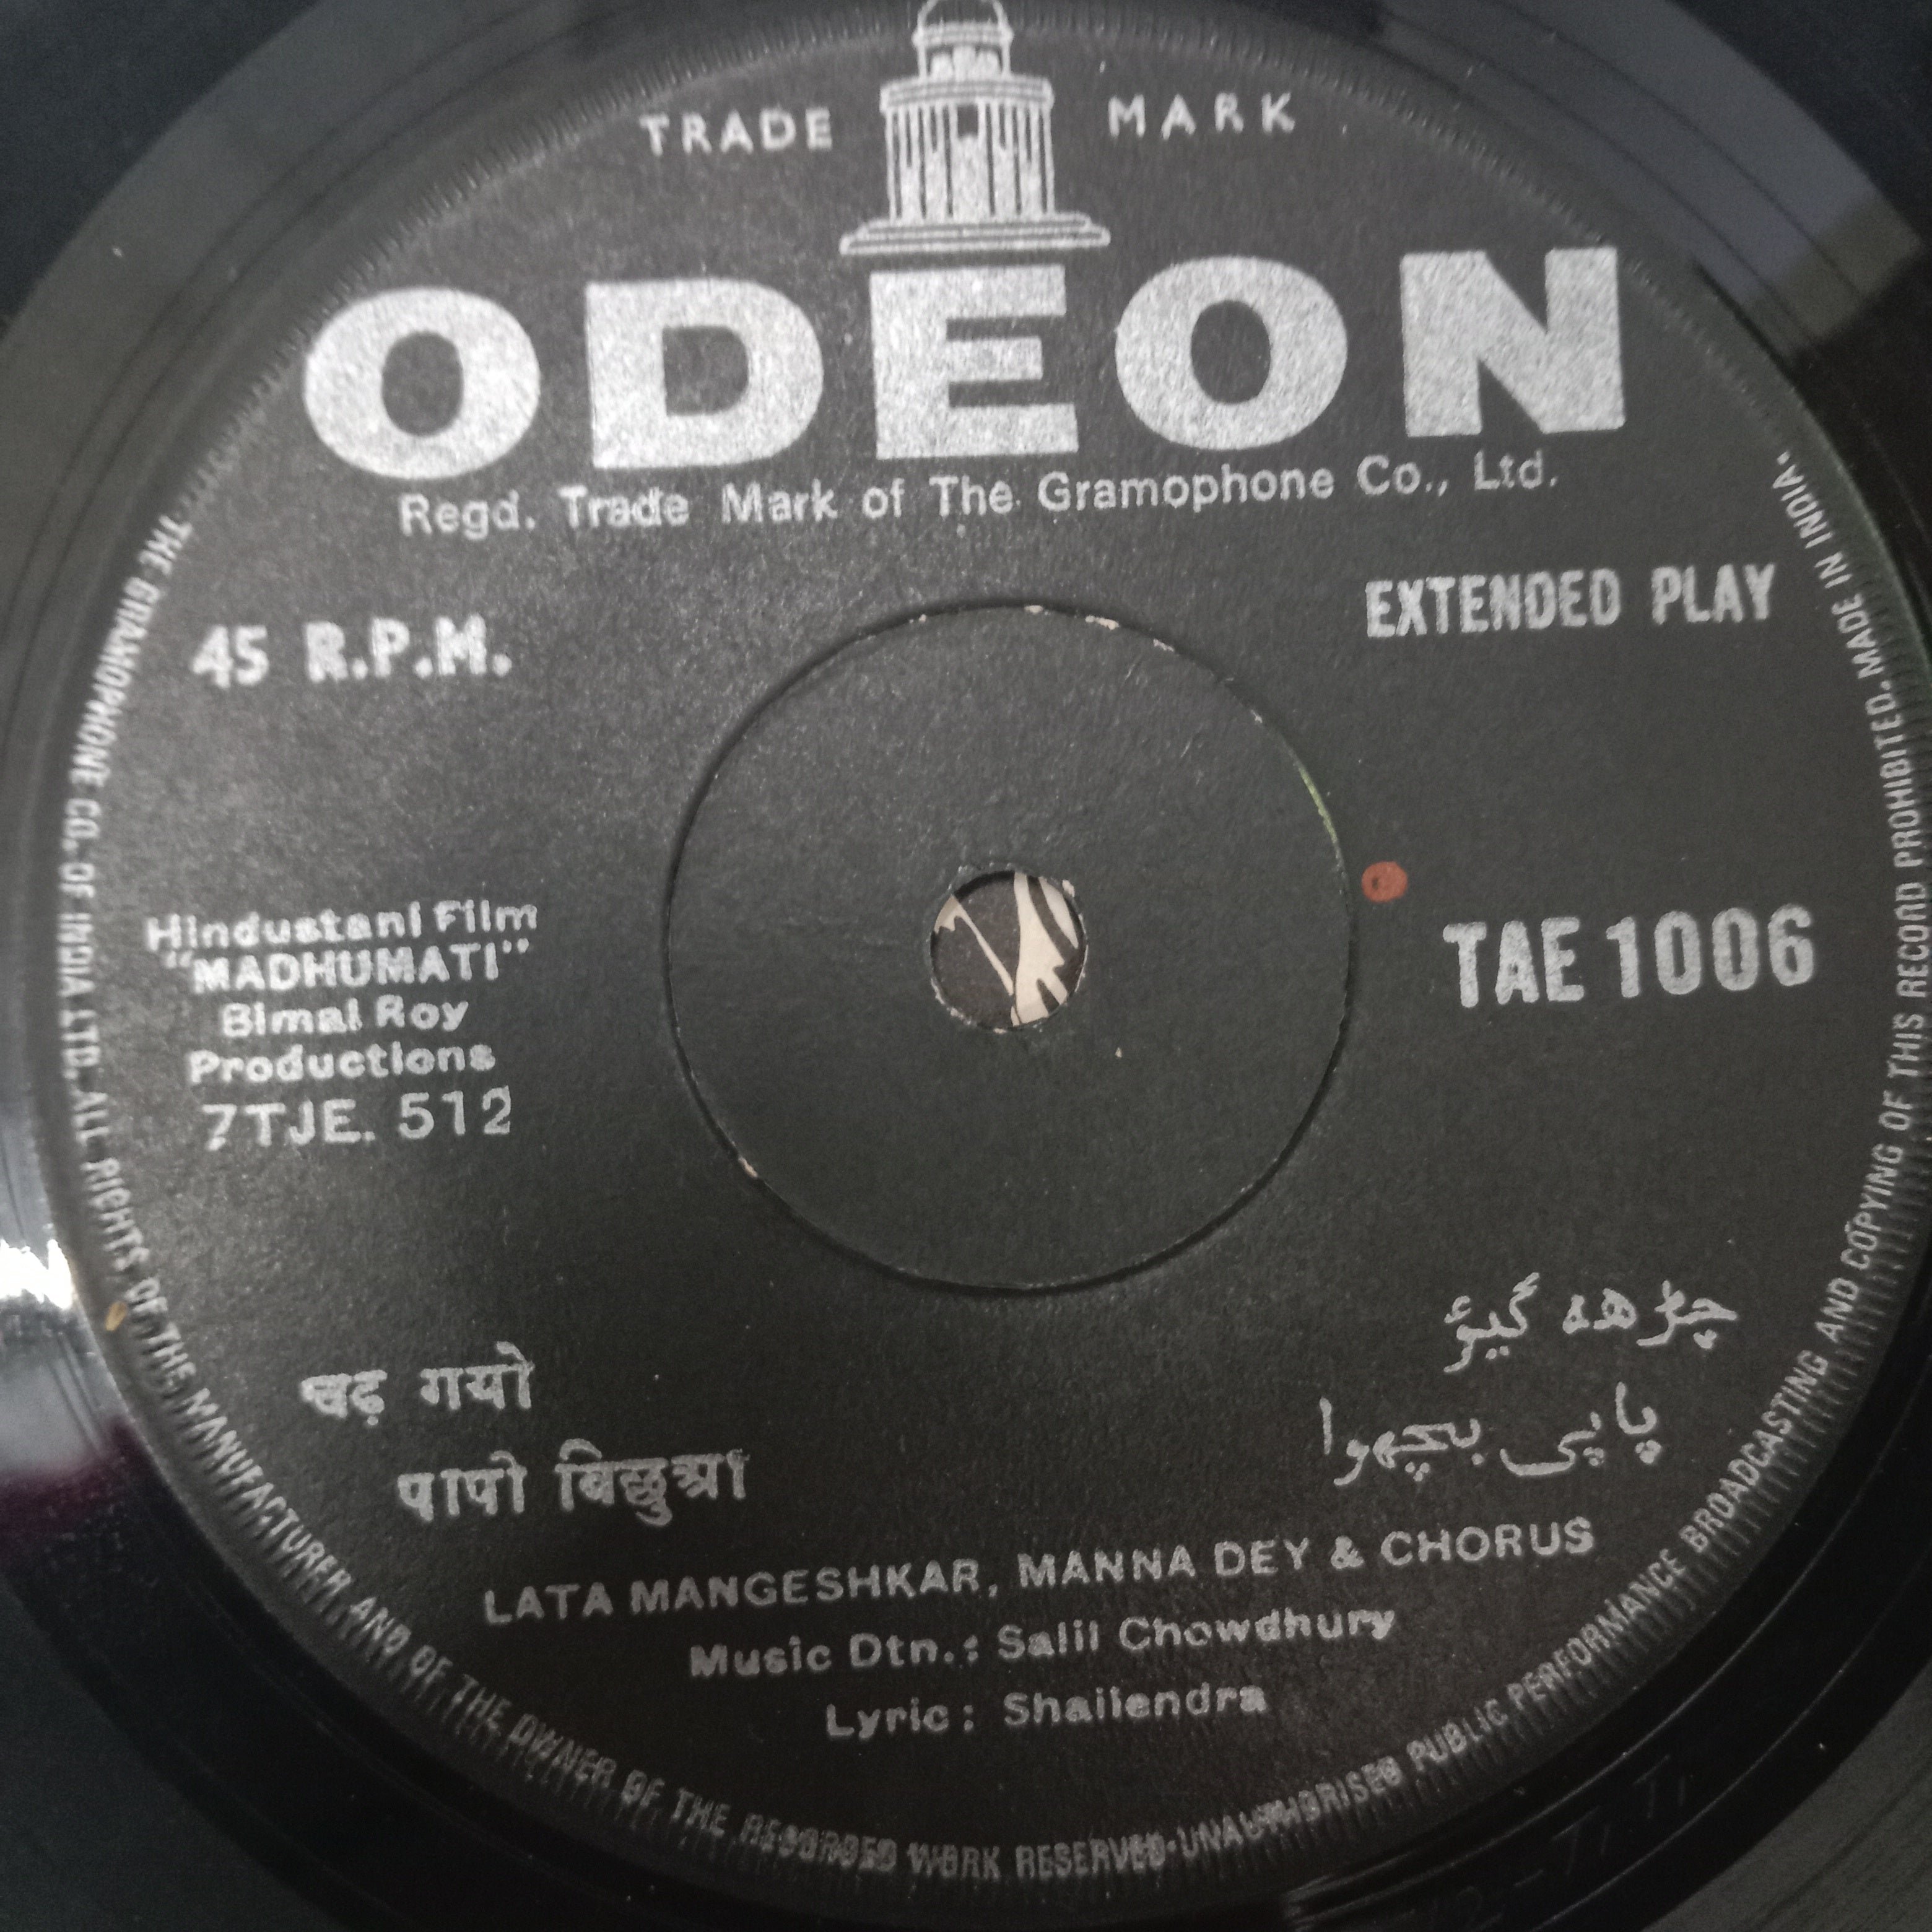 TRADE MARK
ODEON
Regd. Trade Mark of The Gramophone Co., Ltd.
45 R.P.M.
EXTENDED PLAY
Hindustani Film
"MADHUMATI"
Bimal Roy
Productions
7TJE. 512
TAE 1006
चढ़ गयो
पापी बिछुआ
چڑھ گیؤ
پاپی بچھوا
LATA MANGESHKAR, MANNA DEY & CHORUS
Music Dtn.: Salil Chowdhury
Lyric: Shailendra
THE GRAMOPHONE CO. OF INDIA LTD. ALL RIGHTS OF THE MANUFACTURER AND OF THE OWNER OF THE RECORDED WORK RESERVED·UNAUTHORISED PUBLIC PERFORMANCE BROADCASTING AND COPYING OF THIS RECORD PROHIBITED. MADE IN INDIA.